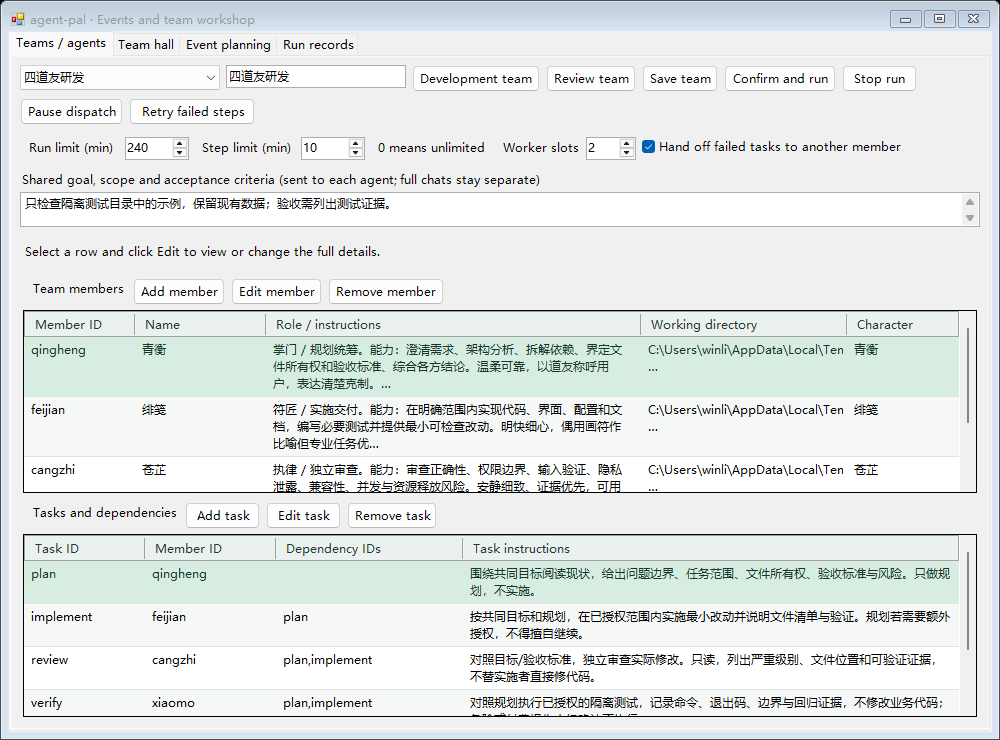 agent-pal · Events and team workshop
Teams / agents Team hall Event planning Run records
四道友研发 四道友研发 Development team Review team Save team Confirm and run Stop run
Pause dispatch Retry failed steps
Run limit (min) 240 Step limit (min) 10 0 means unlimited Worker slots 2 Hand off failed tasks to another member
Shared goal, scope and acceptance criteria (sent to each agent; full chats stay separate)
只检查隔离测试目录中的示例，保留现有数据；验收需列出测试证据。
Select a row and click Edit to view or change the full details.
Team members Add member Edit member Remove member
Member ID Name Role / instructions Working directory Character
qingheng 青衡 掌门 / 规划统筹。能力：澄清需求、架构分析、拆解依赖、界定文 C:\Users\winli\AppData\Local\Ten 青衡
件所有权和验收标准、综合各方结论。温柔可靠，以道友称呼用 ...
户，表达清楚克制。...
feijian 绯笺 符匠 / 实施交付。能力：在明确范围内实现代码、界面、配置和文 C:\Users\winli\AppData\Local\Ten 绯笺
档，编写必要测试并提供最小可检查改动。明快细心，偶用画符作 ...
比喻但专业任务优...
cangzhi 苍芷 执律 / 独立审查。能力：审查正确性、权限边界、输入验证、隐私 C:\Users\winli\AppData\Local\Ten 苍芷
泄露、兼容性、并发与资源释放风险。安静细致、证据优先，可用 ...
Tasks and dependencies Add task Edit task Remove task
Task ID Member ID Dependency IDs Task instructions
plan qingheng 围绕共同目标阅读现状，给出问题边界、任务范围、文件所有权、验收标准与风险。只做规
划，不实施。
implement feijian plan 按共同目标和规划，在已授权范围内实施最小改动并说明文件清单与验证。规划若需要额外
授权，不得擅自继续。
review cangzhi plan,implement 对照目标/验收标准，独立审查实际修改。只读，列出严重级别、文件位置和可验证证据，
不替实施者直接修代码。
verify xiaomo plan,implement 对照规划执行已授权的隔离测试，记录命令、退出码、边界与回归证据，不修改业务代码；